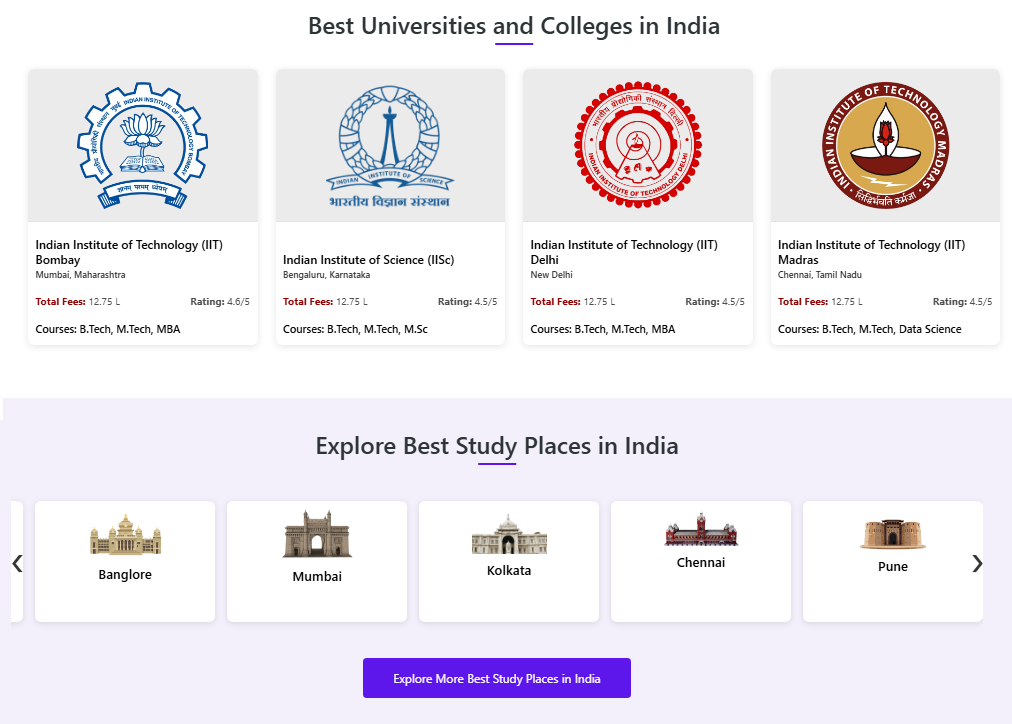 Best Universities and Colleges in India
INDIAN INSTITUTE OF TECHNOLOGY BOMBAY
ज्ञानम् परमम् ध्येयम्
INDIAN INSTITUTE OF SCIENCE
भारतीय विज्ञान संस्थान
भारतीय प्रौद्योगिकी संस्थान दिल्ली
INDIAN INSTITUTE OF TECHNOLOGY DELHI
INDIAN INSTITUTE OF TECHNOLOGY MADRAS
सिद्धिर्भवति कर्मजा
Indian Institute of Technology (IIT)
Bombay
Mumbai, Maharashtra
Total Fees: 12.75 L
Rating: 4.6/5
Courses: B.Tech, M.Tech, MBA
Indian Institute of Science (IISc)
Bengaluru, Karnataka
Total Fees: 12.75 L
Rating: 4.5/5
Courses: B.Tech, M.Tech, M.Sc
Indian Institute of Technology (IIT)
Delhi
New Delhi
Total Fees: 12.75 L
Rating: 4.5/5
Courses: B.Tech, M.Tech, MBA
Indian Institute of Technology (IIT)
Madras
Chennai, Tamil Nadu
Total Fees: 12.75 L
Rating: 4.5/5
Courses: B.Tech, M.Tech, Data Science
Explore Best Study Places in India
Banglore
Mumbai
Kolkata
Chennai
Pune
Explore More Best Study Places in India